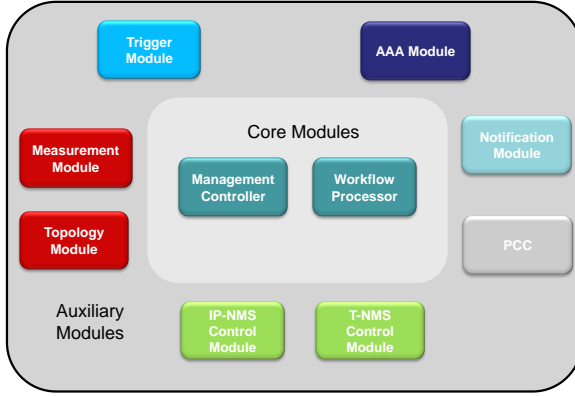 Trigger
Module
AAA Module
Core Modules
Measurement
Module
Notification
Module
Management
Controller
Workflow
Processor
Topology
Module
PCC
Auxiliary
Modules
IP-NMS
Control
Module
T-NMS
Control
Module